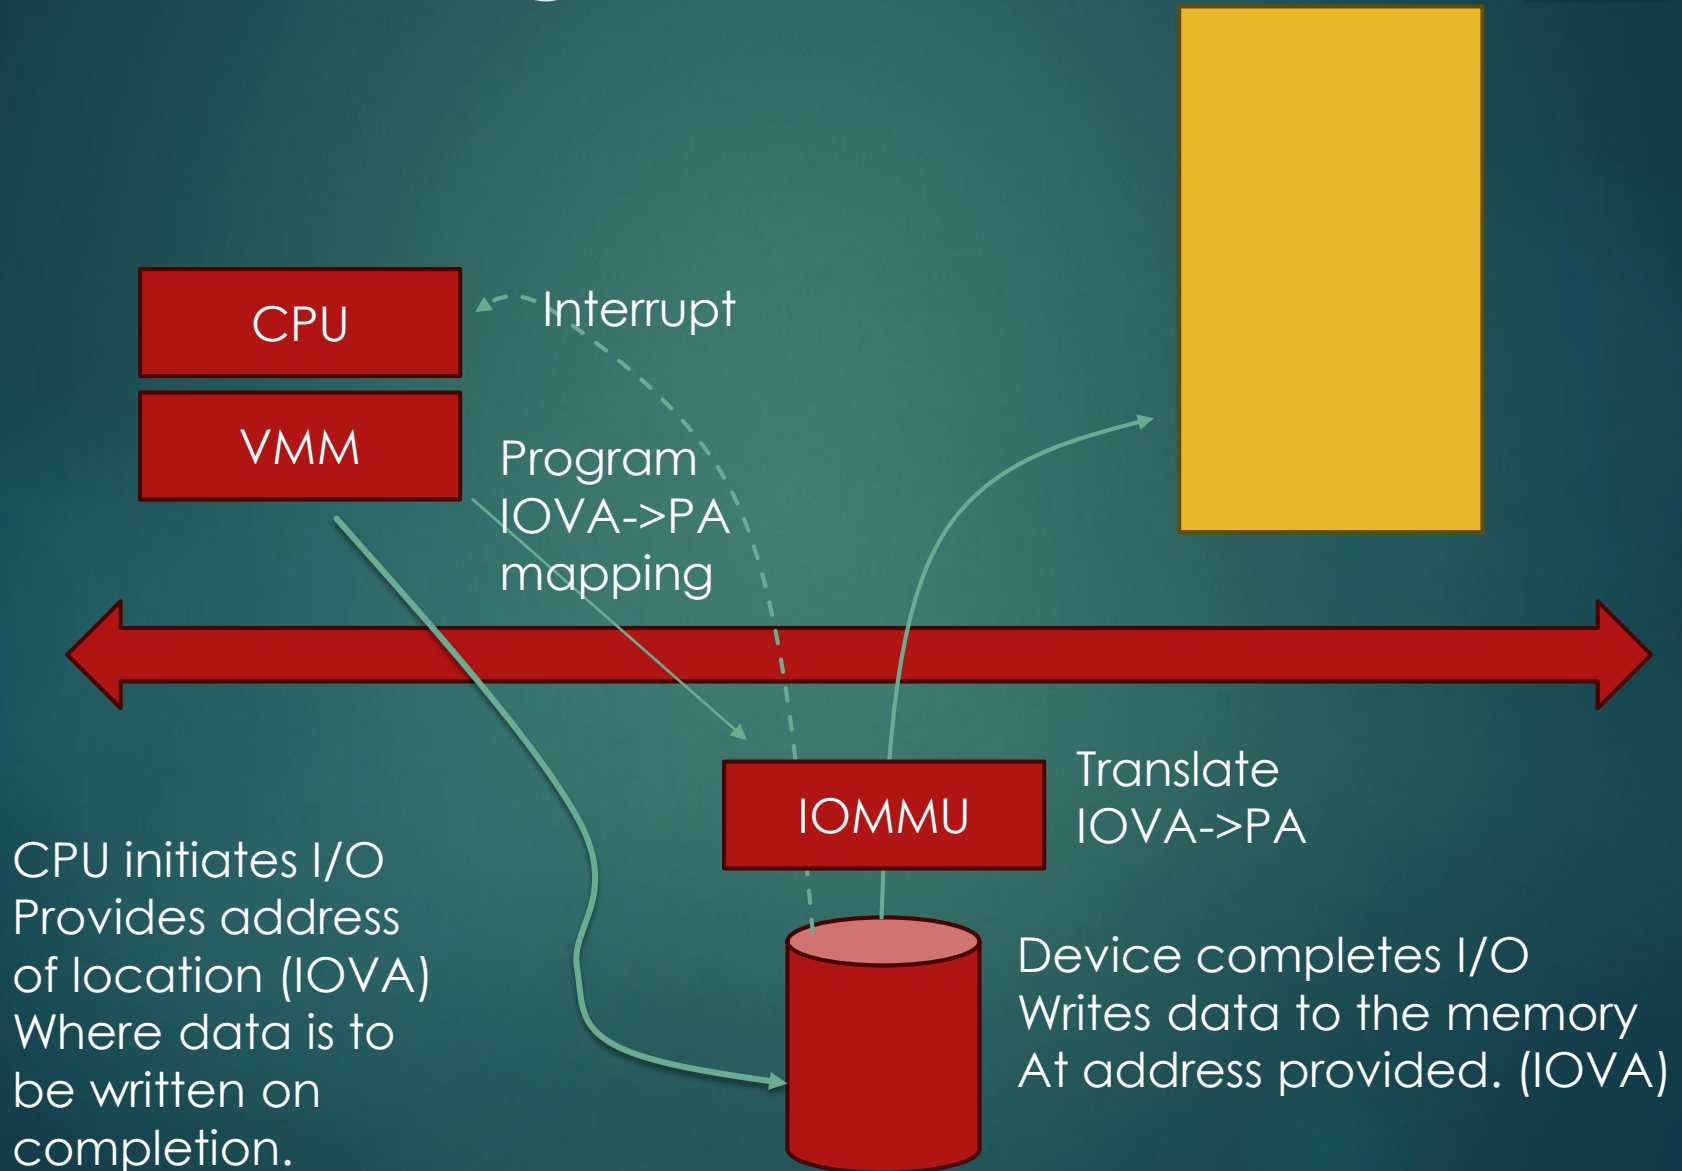 CPU
Interrupt
VMM
Program
IOVA->PA
mapping
IOMMU
Translate
IOVA->PA
CPU initiates I/O
Provides address
of location (IOVA)
Where data is to
be written on
completion.
Device completes I/O
Writes data to the memory
At address provided. (IOVA)